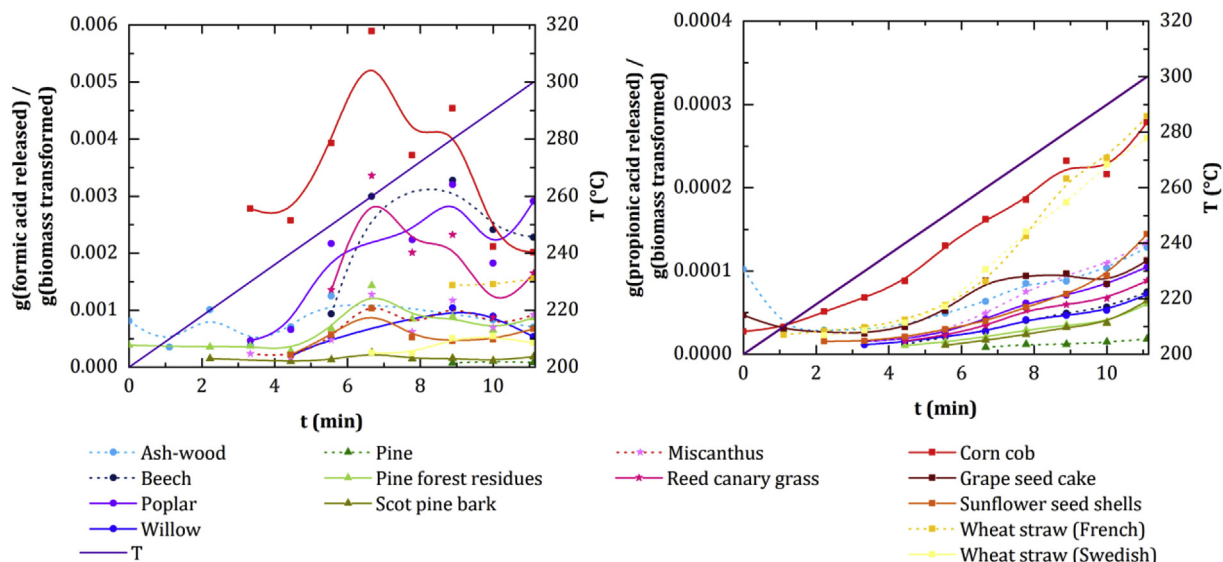 g(formic acid released) /
g(biomass transformed)
0.006
0.005
0.004
0.003
0.002
0.001
0.000
0
2
4
6
8
10
t (min)
320
300
280
260
240
220
200
T (°C)
g(propionic acid released) /
g(biomass transformed)
0.0004
0.0003
0.0002
0.0001
0.0000
0
2
4
6
8
10
t (min)
320
300
280
260
240
220
200
T (°C)
Ash-wood
Beech
Poplar
Willow
T
Pine
Pine forest residues
Scot pine bark
Miscanthus
Reed canary grass
Corn cob
Grape seed cake
Sunflower seed shells
Wheat straw (French)
Wheat straw (Swedish)